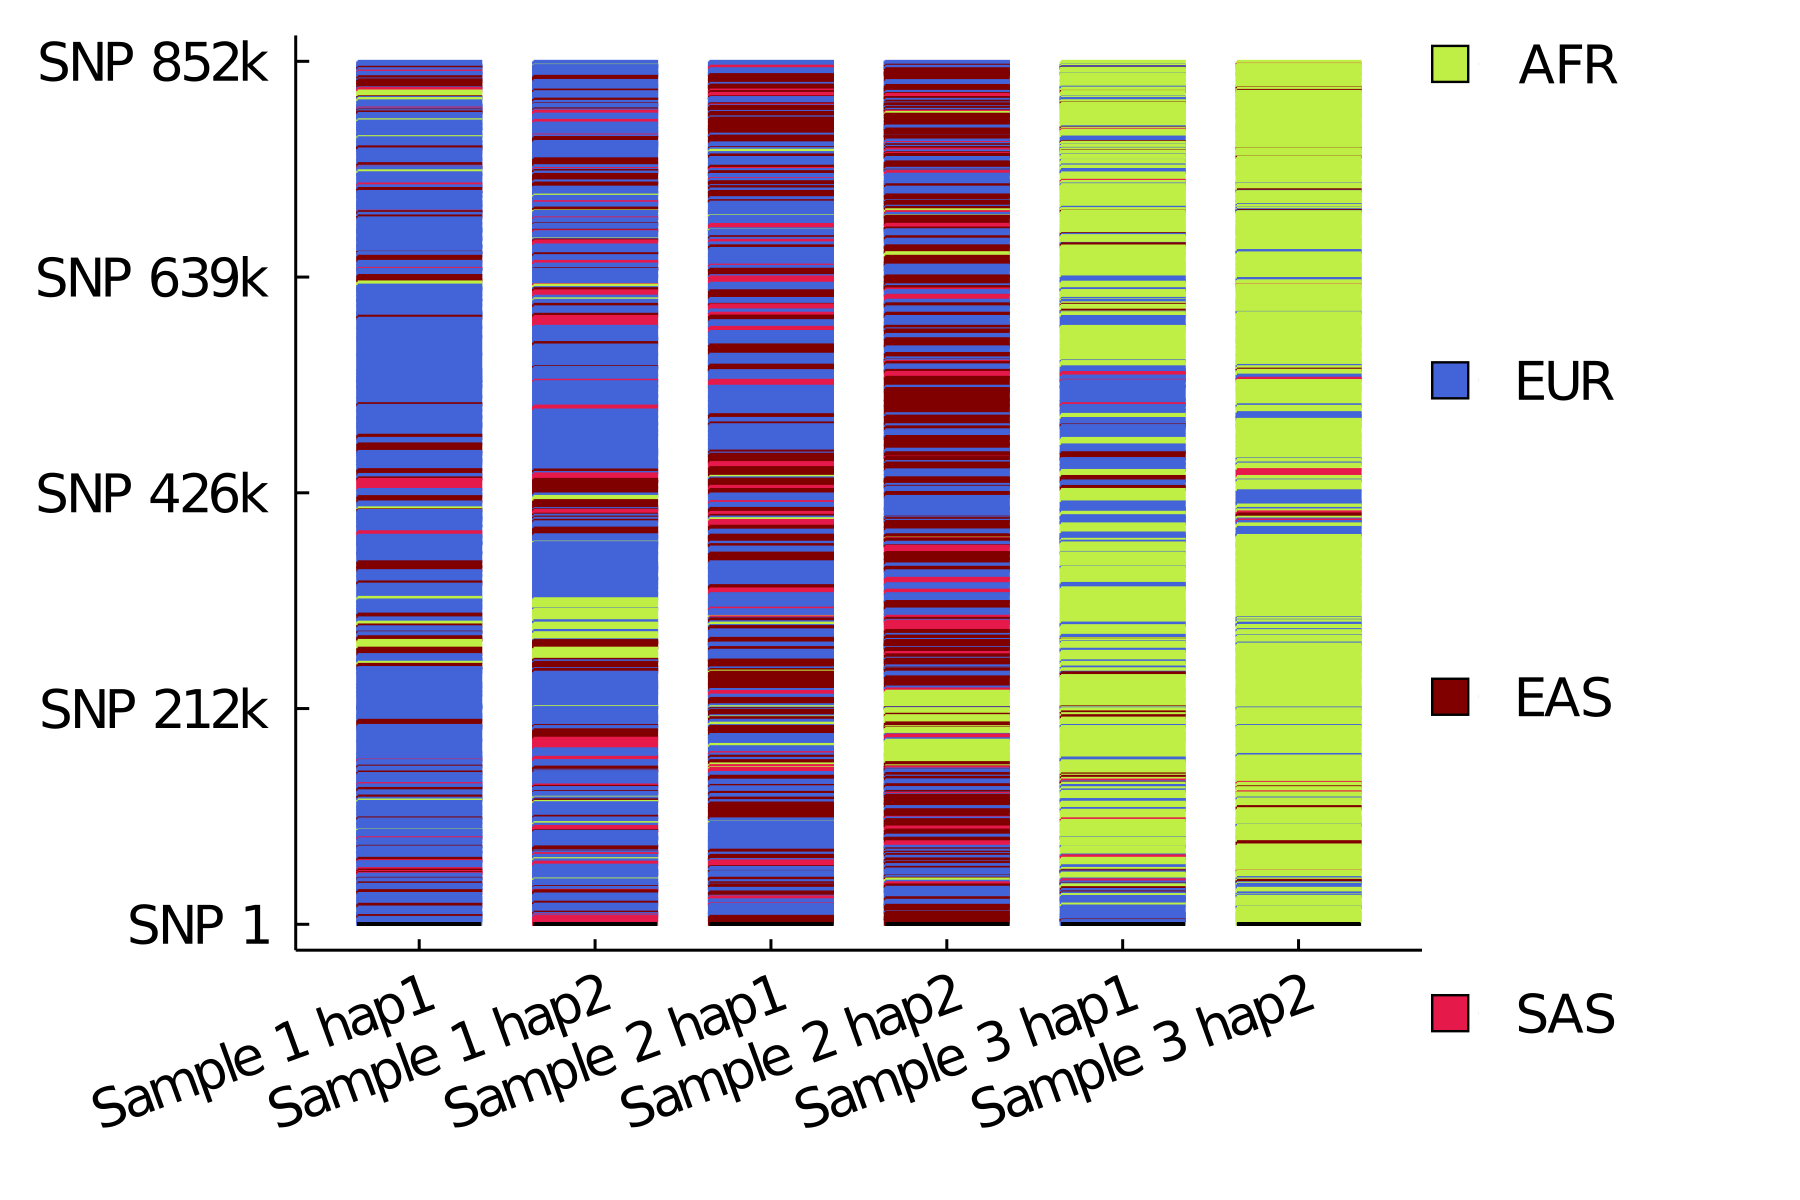 SNP 852k
SNP 639k
SNP 426k
SNP 212k
SNP 1
Sample 1 hap1
Sample 1 hap2
Sample 2 hap1
Sample 2 hap2
Sample 3 hap1
Sample 3 hap2
AFR
EUR
EAS
SAS